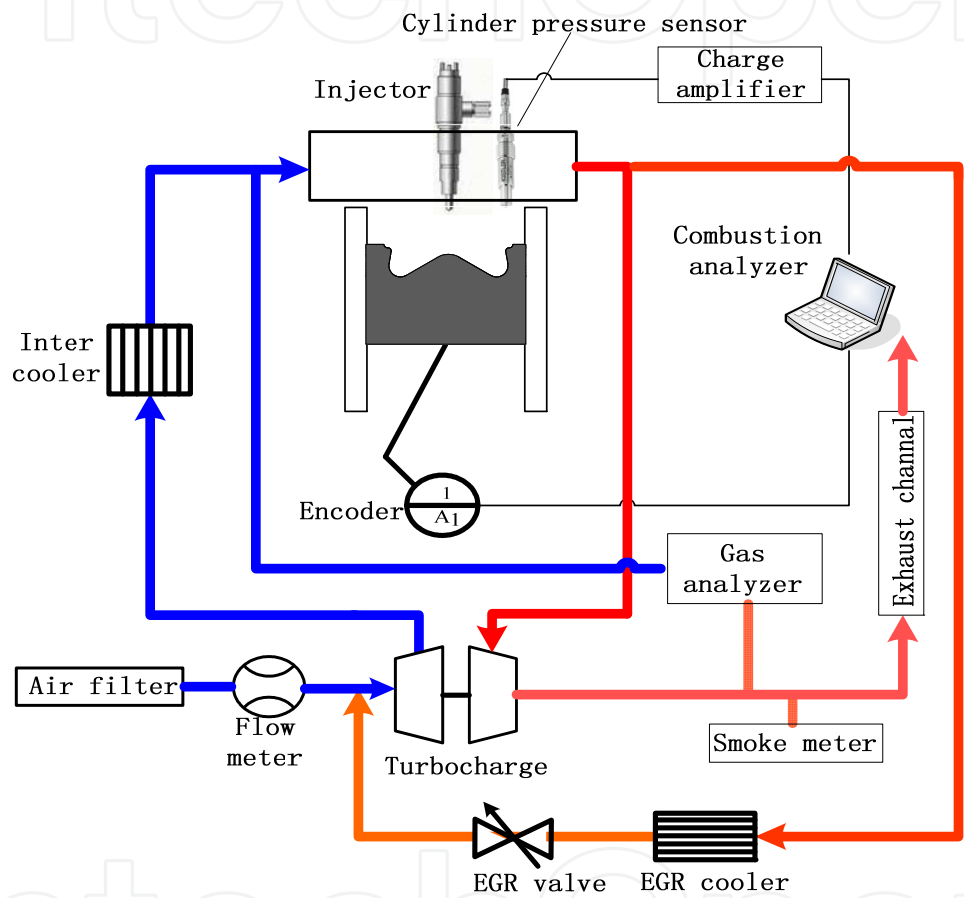 Cylinder pressure sensor
Charge
amplifier
Injector
Combustion
analyzer
Inter
cooler
Encoder
1
A1
Gas
analyzer
Exhaust channel
Air filter
Flow
meter
Turbocharge
Smoke meter
EGR valve
EGR cooler